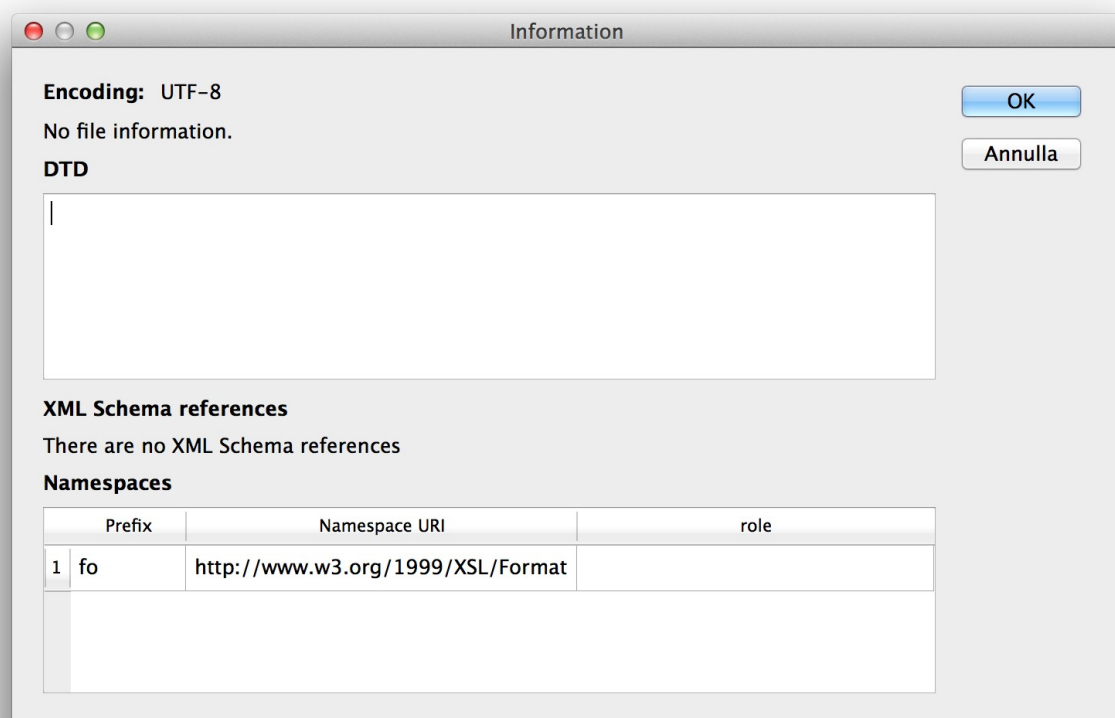 Information
Encoding: UTF-8
OK
No file information.
Annulla
DTD
XML Schema references
There are no XML Schema references
Namespaces
Prefix Namespace URI role
1 fo http://www.w3.org/1999/XSL/Format